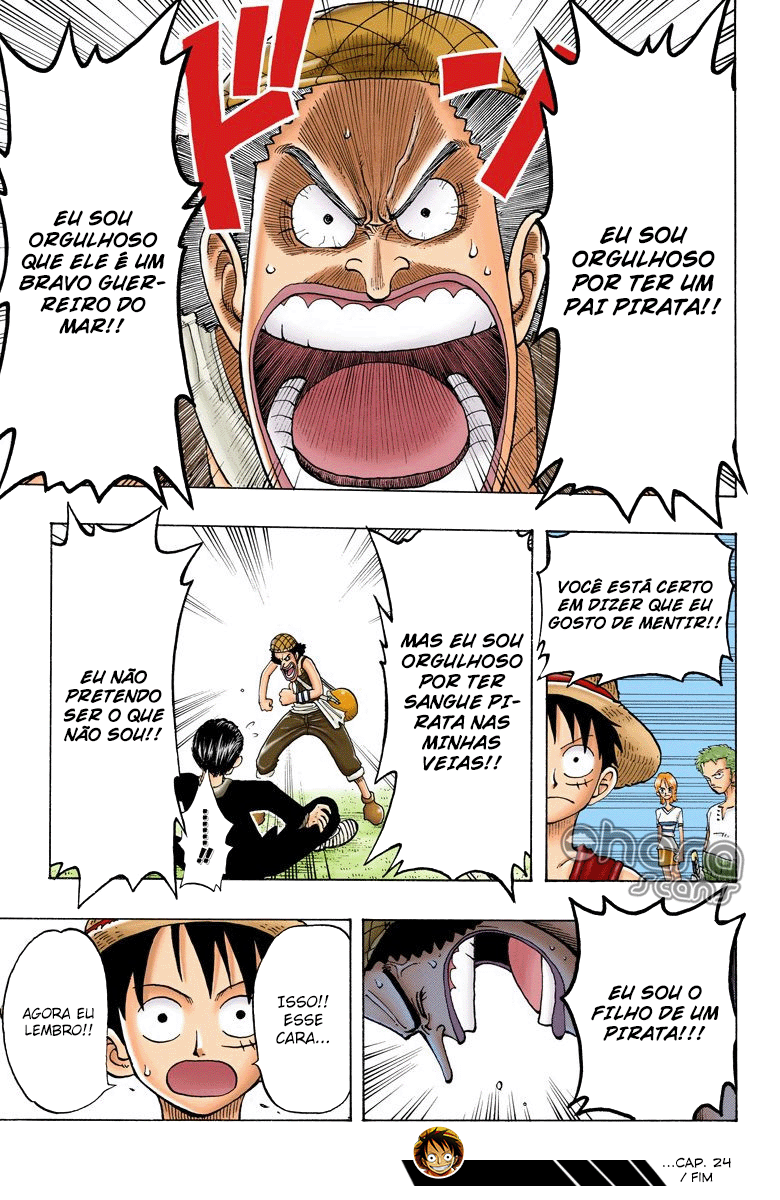 ドン
EU SOU
ORGULHOSO
POR TER UM
PAI PIRATA!!
EU SOU
ORGULHOSO
QUE ELE É UM
BRAVO GUER-
REIRO DO
MAR!!
VOCÊ ESTÁ CERTO
EM DIZER QUE EU
GOSTO DE MENTIR!!
MAS EU SOU
ORGULHOSO
POR TER
SANGUE PI-
RATA NAS
MINHAS
VEIAS!!
EU NÃO
PRETENDO
SER O QUE
NÃO SOU!!
......!!
ohara
scans
EU SOU O
FILHO DE UM
PIRATA!!!
ISSO!!
ESSE
CARA...
AGORA EU
LEMBRO!!
...CAP. 24
/ FIM